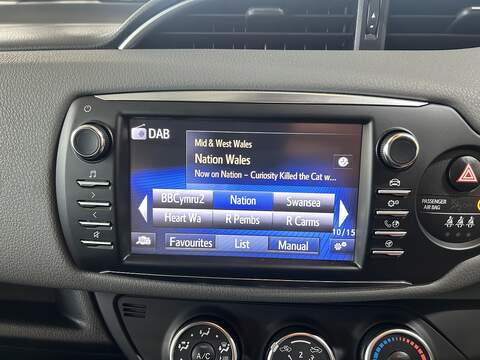 DAB
Mid & West Wales
Nation Wales
Now on Nation – Curiosity Killed the Cat w...
BBCymru2 Nation Swansea
Heart Wa R Pembs R Carms
10/15
Favourites List Manual
PASSENGER
AIR BAG
A/C